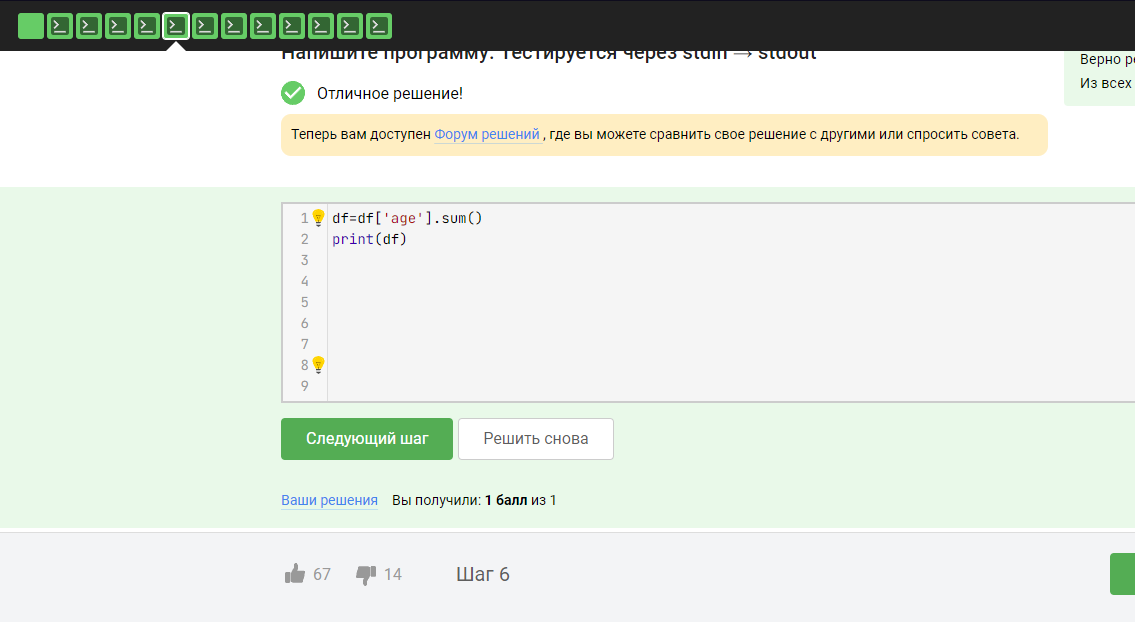 Напишите программу. Тестируется через stdin → stdout
Верно ре
Из всех
Отличное решение!
Теперь вам доступен Форум решений , где вы можете сравнить свое решение с другими или спросить совета.
1 df=df['age'].sum()
2 print(df)
3
4
5
6
7
8
9
Следующий шаг
Решить снова
Ваши решения Вы получили: 1 балл из 1
67 14 Шаг 6